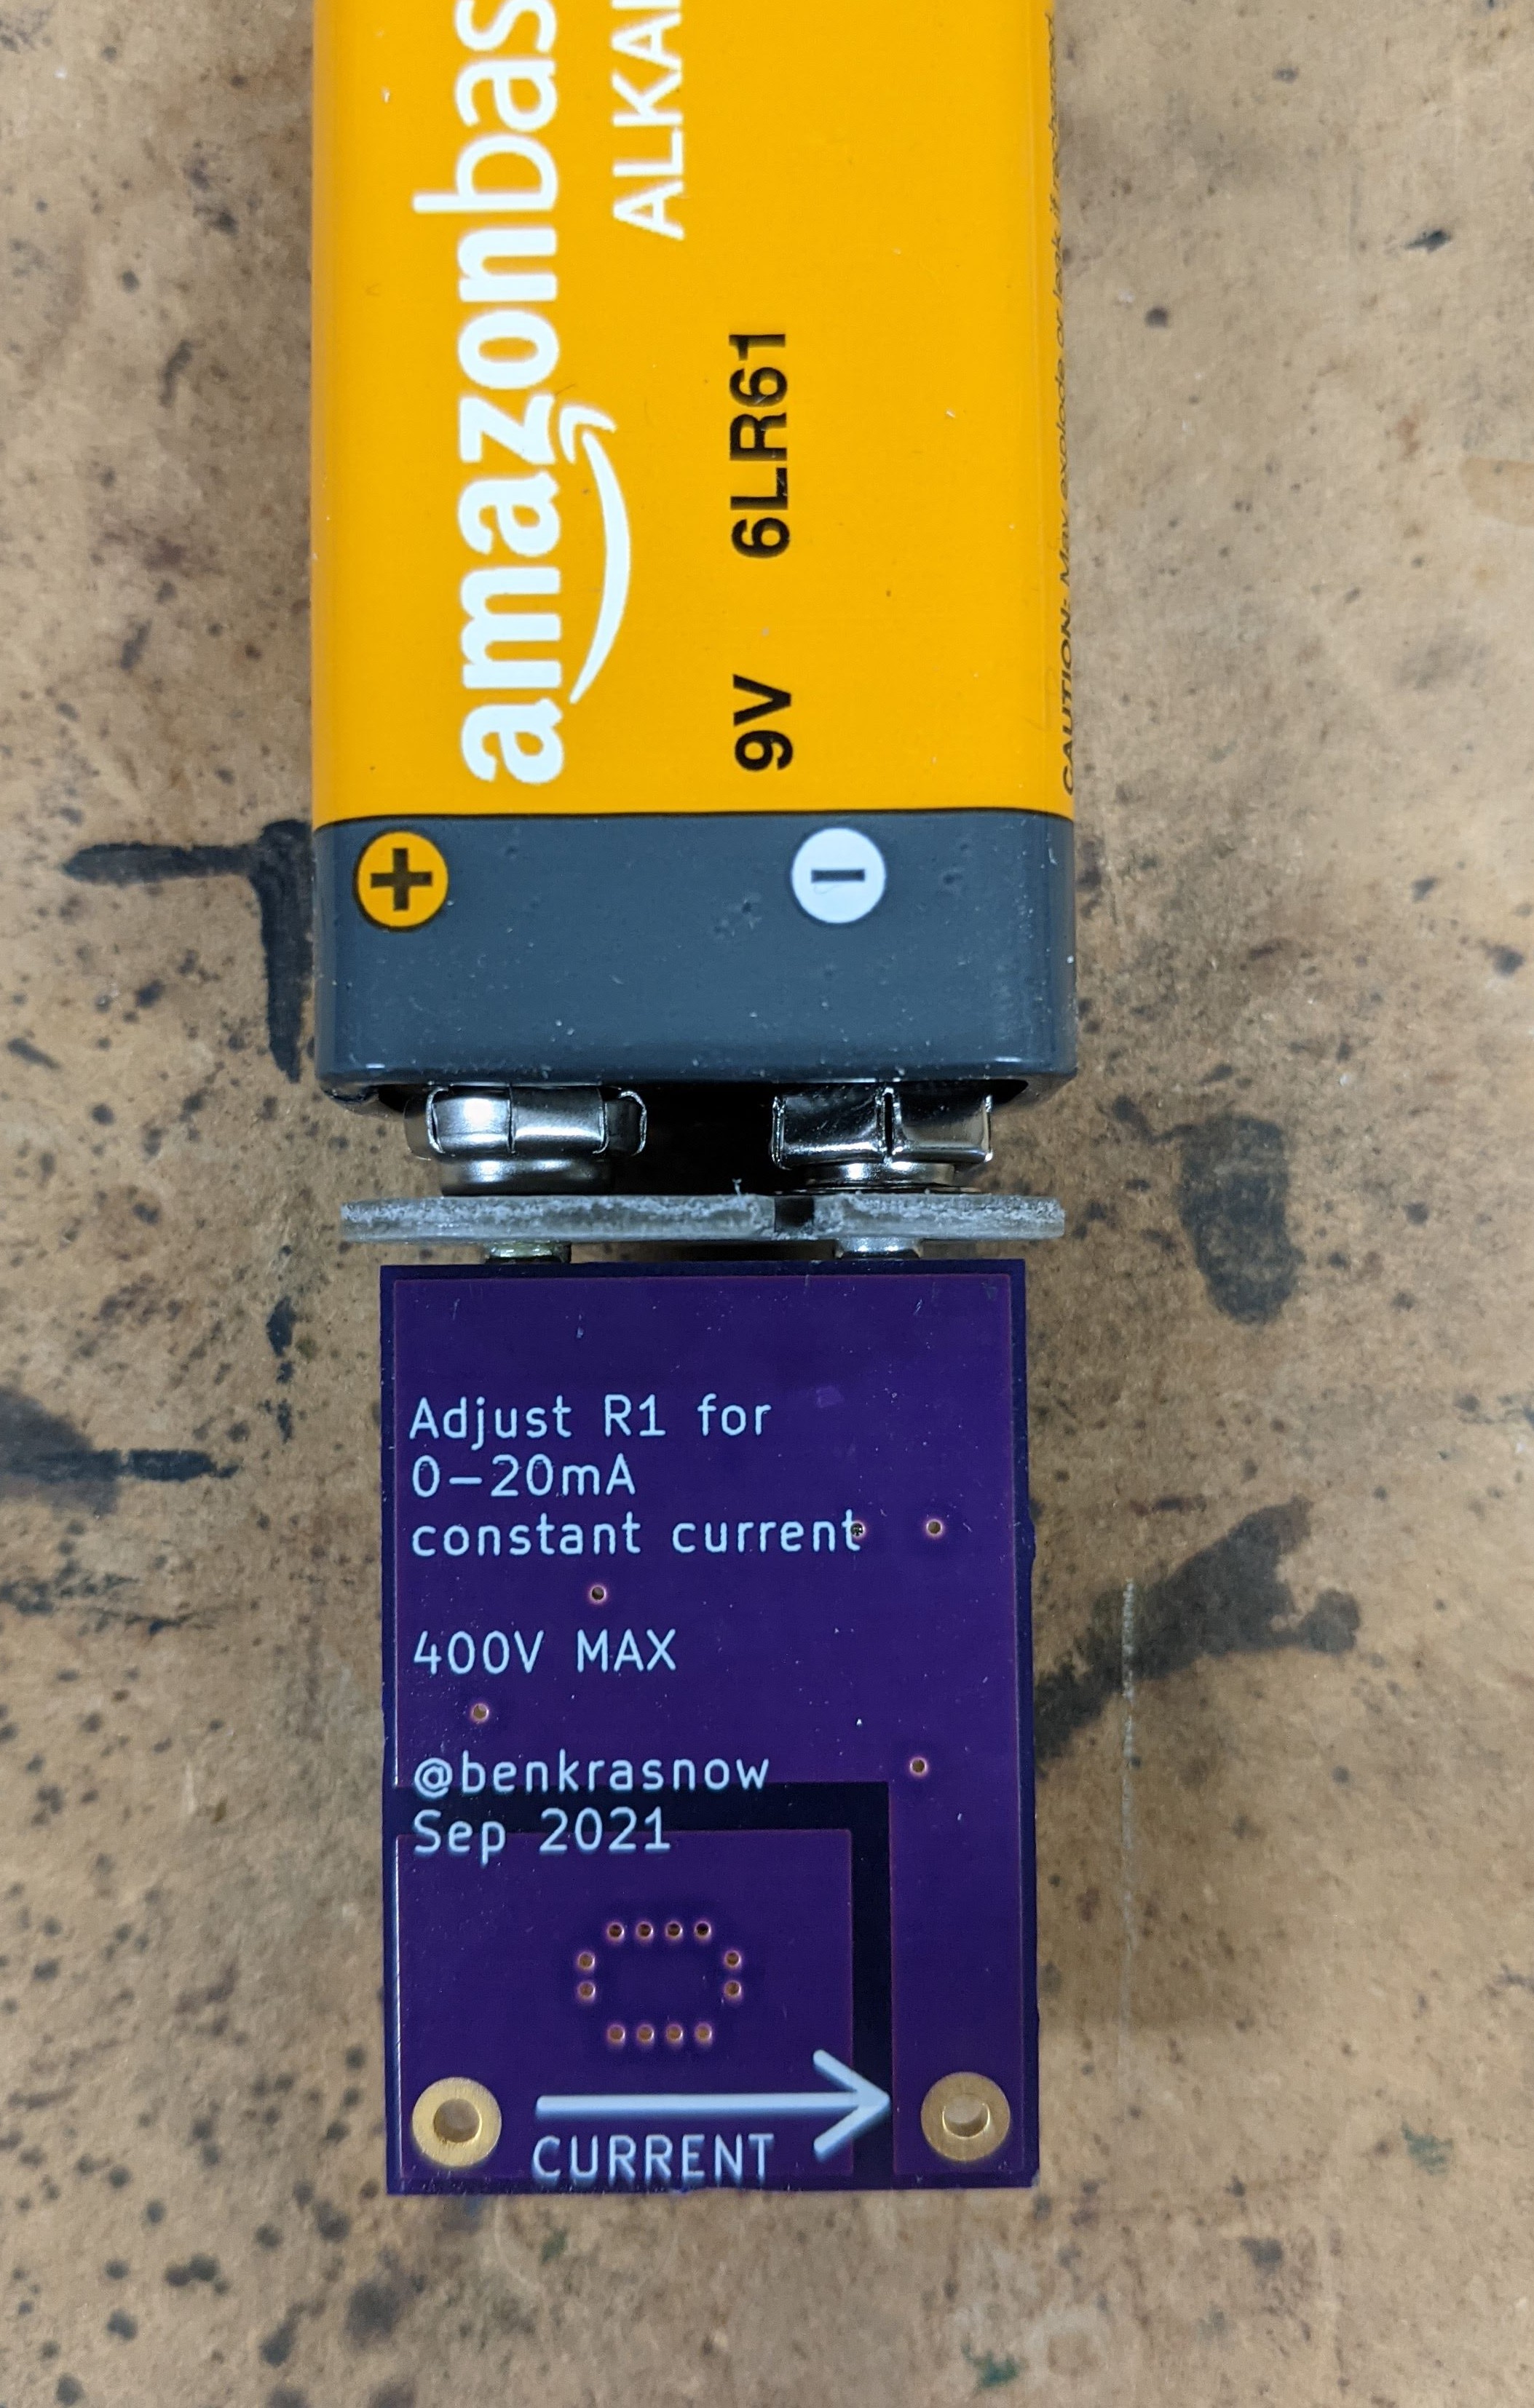 amazonbas
ALKAL
9V 6LR61
CAUTION: May explode or leak if recharged
+
−
Adjust R1 for
0-20mA
constant current
400V MAX
@benkrasnow
Sep 2021
CURRENT